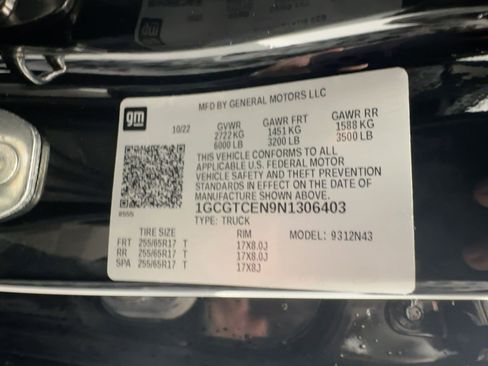 gm
MFD BY GENERAL MOTORS LLC
10/22 GVWR GAWR FRT GAWR RR
2722 KG 1451 KG 1588 KG
6000 LB 3200 LB 3500 LB
THIS VEHICLE CONFORMS TO ALL
APPLICABLE U.S. FEDERAL MOTOR
VEHICLE SAFETY AND THEFT PREVENTION
STANDARDS IN EFFECT ON THE DATE OF
MANUFACTURE SHOWN ABOVE.
1GCGTCEN9N1306403
TYPE: TRUCK
TIRE SIZE RIM MODEL: 9312N43
FRT 255/65R17 T 17X8.0J
RR 255/65R17 T 17X8.0J
SPA 255/65R17 T 17X8J